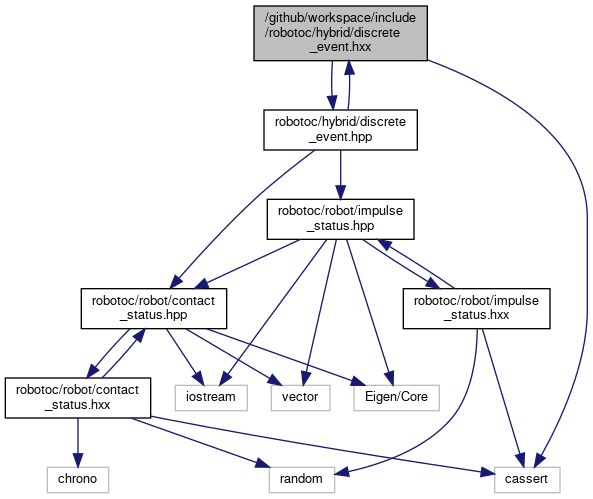 /github/workspace/include
/robotoc/hybrid/discrete
_event.hxx
robotoc/hybrid/discrete
_event.hpp
robotoc/robot/impulse
_status.hpp
robotoc/robot/contact
_status.hpp
robotoc/robot/impulse
_status.hxx
iostream
vector
Eigen/Core
robotoc/robot/contact
_status.hxx
chrono
random
cassert